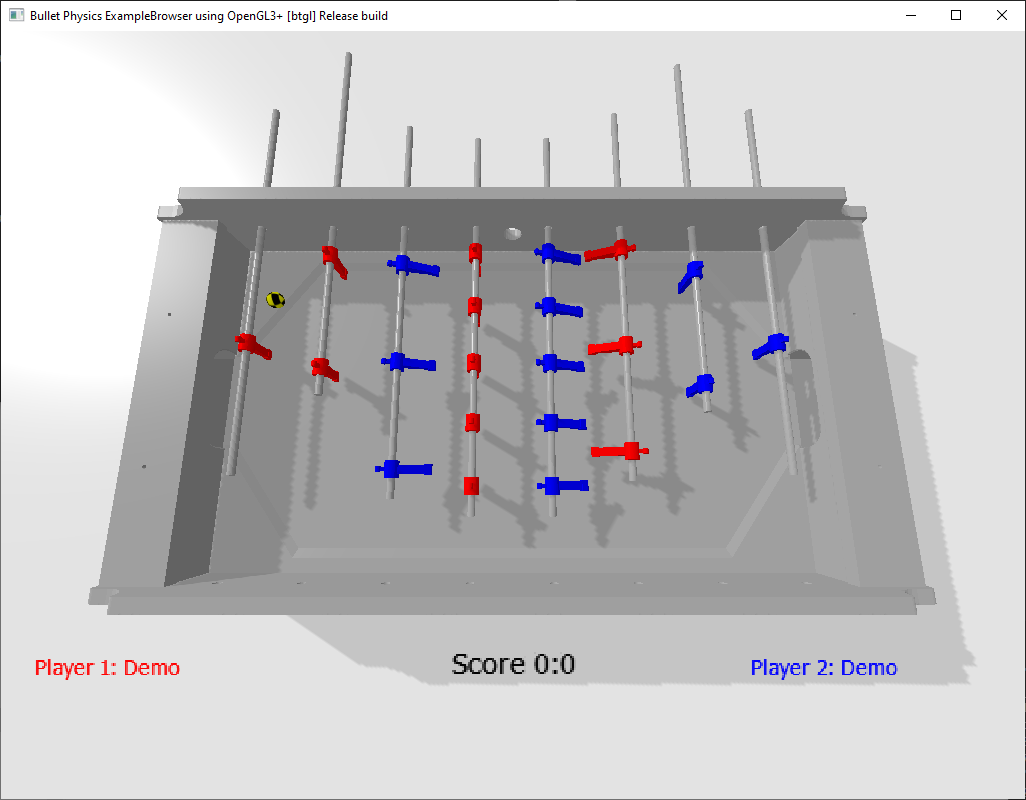 Bullet Physics ExampleBrowser using OpenGL3+ [btgl] Release build
Player 1: Demo
Score 0:0
Player 2: Demo